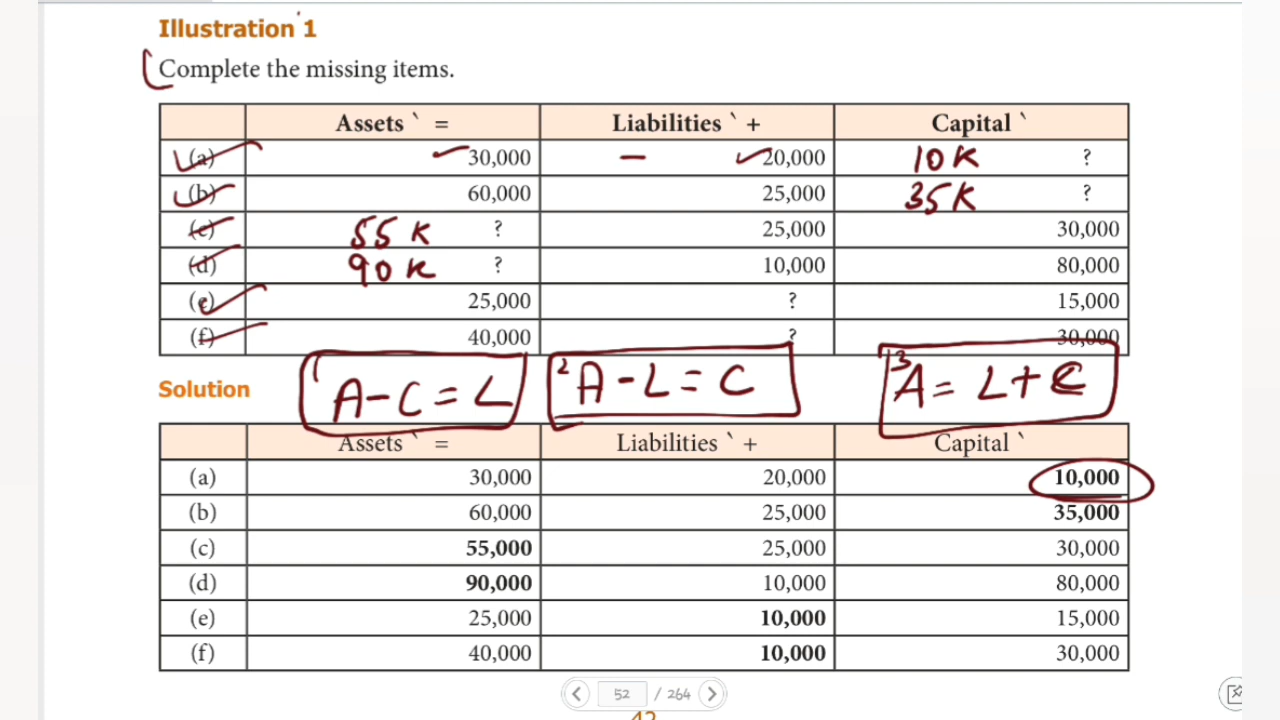 Illustration 1
Complete the missing items.
Assets ` = Liabilities ` + Capital `
(a) 30,000 – 20,000 10K ?
(b) 60,000 25,000 35K ?
(c) 55K ? 25,000 30,000
(d) 90K ? 10,000 80,000
(e) 25,000 ? 15,000
(f) 40,000 ? 30,000
Solution
1 A-C=L
2 A-L=C
3 A=L+C
Assets ` = Liabilities ` + Capital `
(a) 30,000 20,000 10,000
(b) 60,000 25,000 35,000
(c) 55,000 25,000 30,000
(d) 90,000 10,000 80,000
(e) 25,000 10,000 15,000
(f) 40,000 10,000 30,000
52 / 264
42